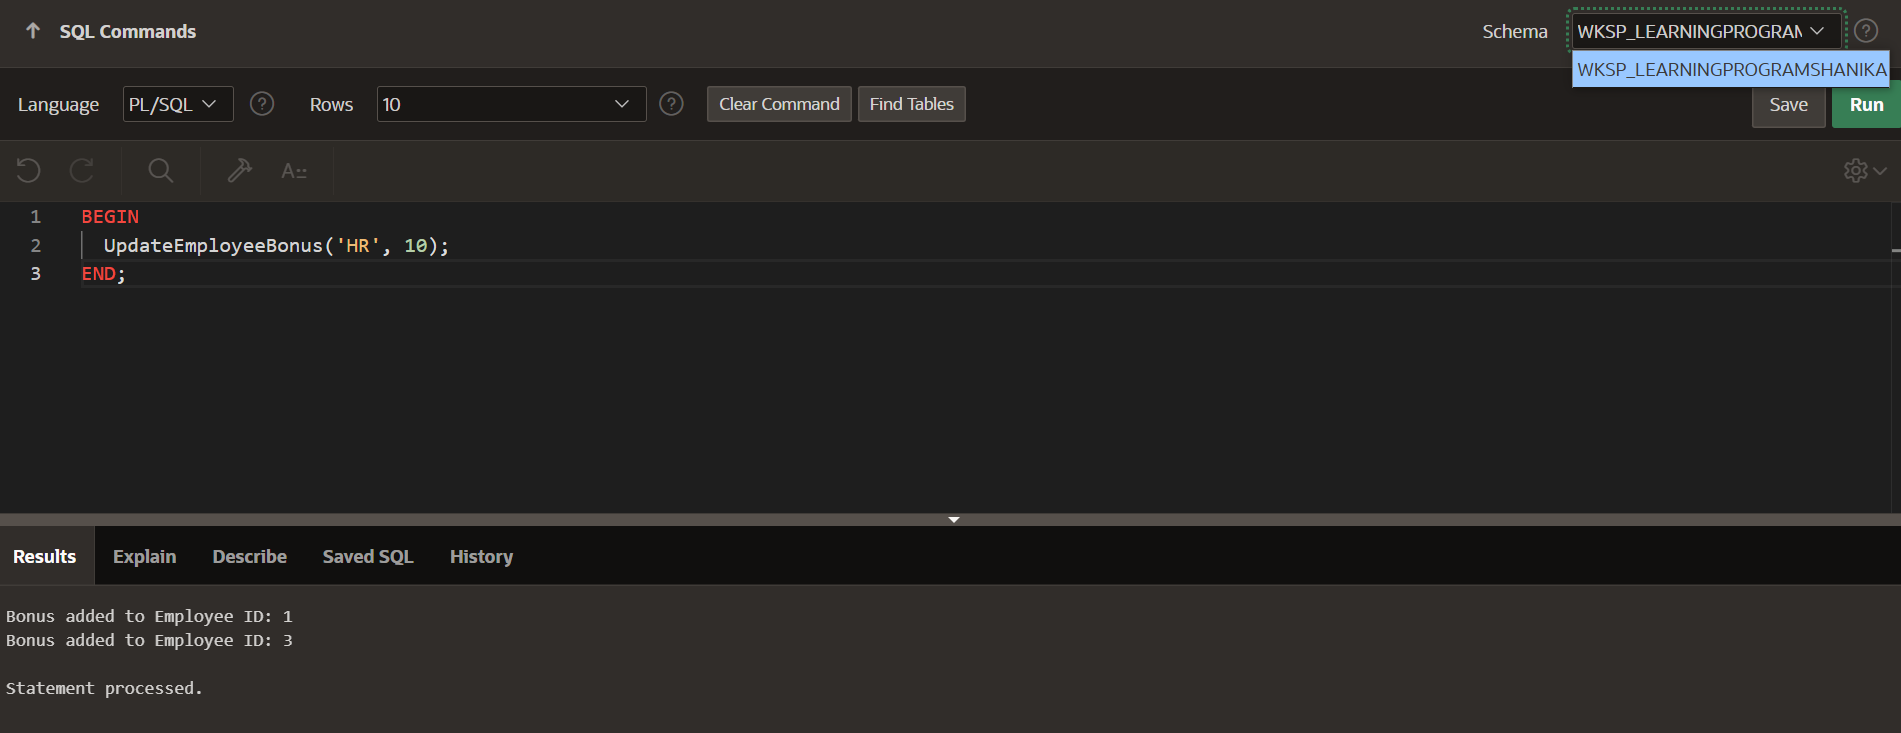 SQL Commands
Schema
WKSP_LEARNINGPROGRAM
WKSP_LEARNINGPROGRAMSHANIKA
Language
PL/SQL
?
Rows
10
?
Clear Command
Find Tables
Save
Run
?
A
1 BEGIN
2 UpdateEmployeeBonus('HR', 10);
3 END;
Results
Explain
Describe
Saved SQL
History
Bonus added to Employee ID: 1
Bonus added to Employee ID: 3
Statement processed.